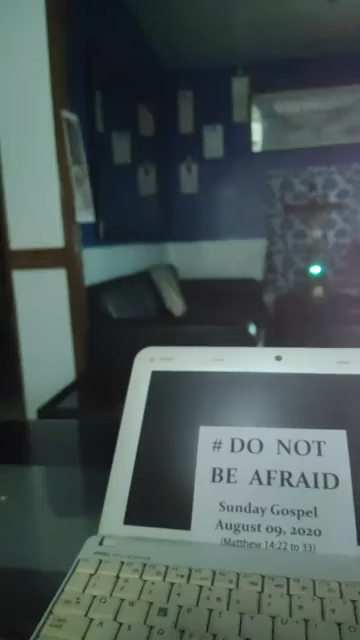 # DO NOT
BE AFRAID
Sunday Gospel
August 09, 2020
(Matthew 14:22 to 33)